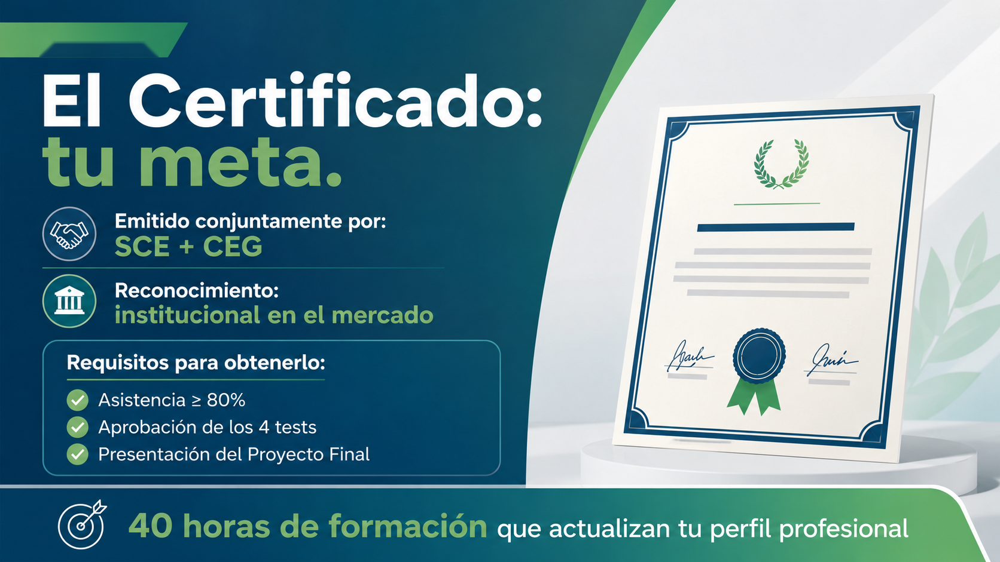 El Certificado:
tu meta.
Emitido conjuntamente por:
SCE + CEG
Reconocimiento:
institucional en el mercado
Requisitos para obtenerlo:
Asistencia ≥ 80%
Aprobación de los 4 tests
Presentación del Proyecto Final
40 horas de formación que actualizan tu perfil profesional